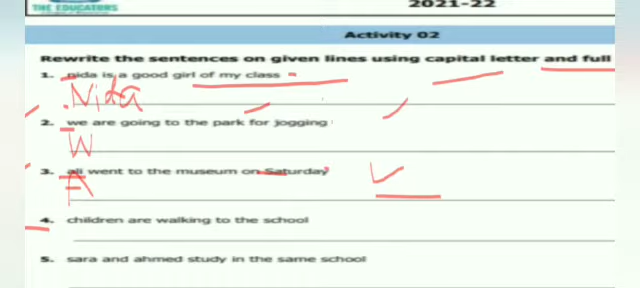 THE EDUCATORS
2021-22
Activity 02
Rewrite the sentences on given lines using capital letter and full
1. nida is a good girl of my class
.Nida
2. we are going to the park for jogging
W
3. ali went to the museum on Saturday
A
4. children are walking to the school
5. sara and ahmed study in the same school